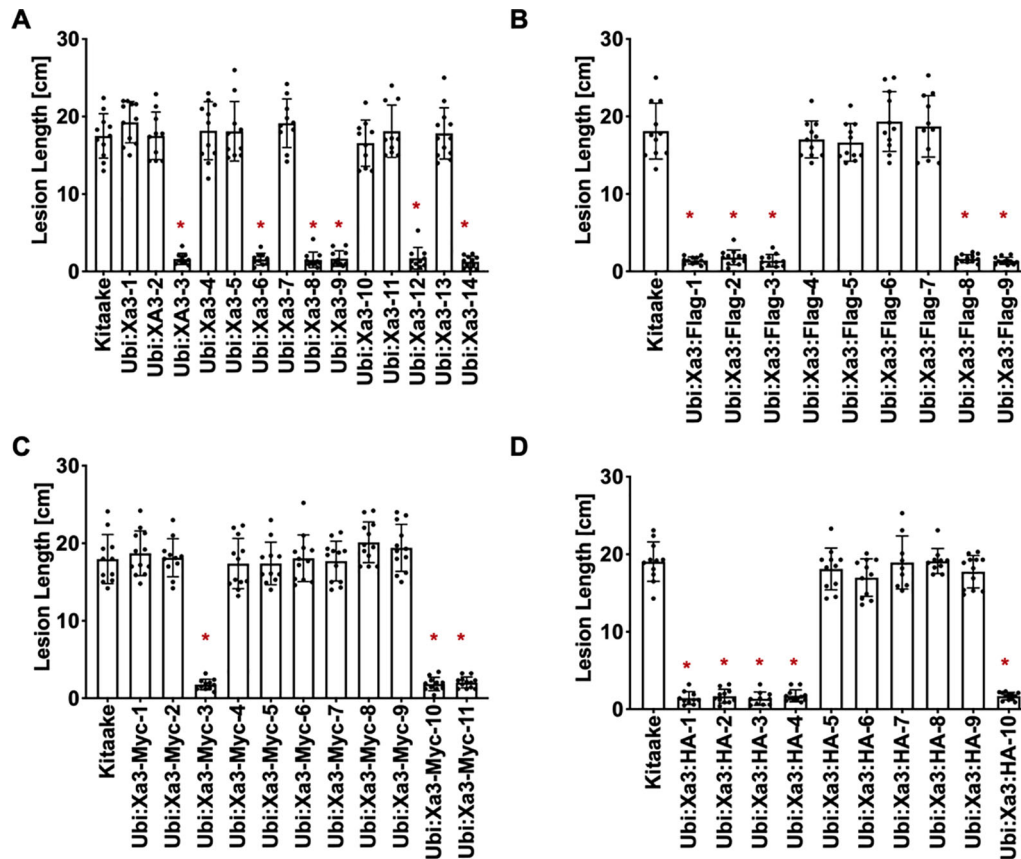 A
Lesion Length [cm]
30
20
10
0
* * * * * *
Kitaake
Ubi:Xa3-1
Ubi:XA3-2
Ubi:XA3-3
Ubi:Xa3-4
Ubi:Xa3-5
Ubi:Xa3-6
Ubi:Xa3-7
Ubi:Xa3-8
Ubi:Xa3-9
Ubi:Xa3-10
Ubi:Xa3-11
Ubi:Xa3-12
Ubi:Xa3-13
Ubi:Xa3-14
B
Lesion Length [cm]
30
20
10
0
* * * * *
Kitaake
Ubi:Xa3:Flag-1
Ubi:Xa3:Flag-2
Ubi:Xa3:Flag-3
Ubi:Xa3:Flag-4
Ubi:Xa3:Flag-5
Ubi:Xa3:Flag-6
Ubi:Xa3:Flag-7
Ubi:Xa3:Flag-8
Ubi:Xa3:Flag-9
C
Lesion Length [cm]
30
20
10
0
* * *
Kitaake
Ubi:Xa3-Myc-1
Ubi:Xa3-Myc-2
Ubi:Xa3-Myc-3
Ubi:Xa3-Myc-4
Ubi:Xa3-Myc-5
Ubi:Xa3-Myc-6
Ubi:Xa3-Myc-7
Ubi:Xa3-Myc-8
Ubi:Xa3-Myc-9
Ubi:Xa3-Myc-10
Ubi:Xa3-Myc-11
D
Lesion Length [cm]
30
20
10
0
* * * * *
Kitaake
Ubi:Xa3:HA-1
Ubi:Xa3:HA-2
Ubi:Xa3:HA-3
Ubi:Xa3:HA-4
Ubi:Xa3:HA-5
Ubi:Xa3:HA-6
Ubi:Xa3:HA-7
Ubi:Xa3:HA-8
Ubi:Xa3:HA-9
Ubi:Xa3:HA-10